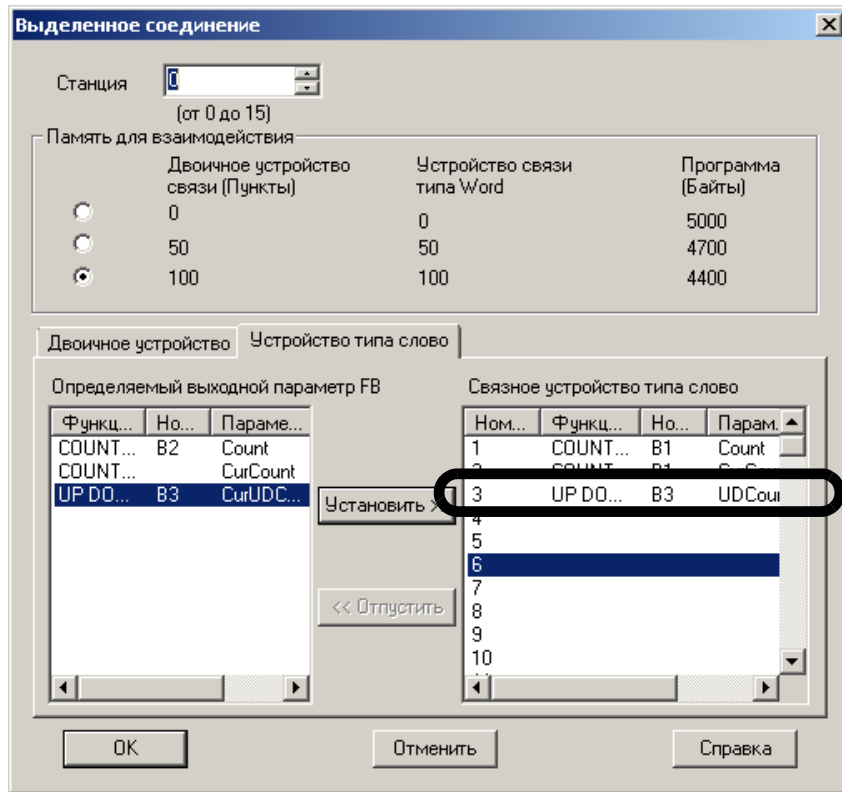 Выделенное соединение
Станция 0
(от 0 до 15)
Память для взаимодействия
Двоичное устройство связи (Пункты) Устройство связи типа Word Программа (Байты)
0 0 5000
50 50 4700
100 100 4400
Двоичное устройство Устройство типа слово
Определяемый выходной параметр FB Связное устройство типа слово
Функц... Но... Параме... Ном... Функц... Но... Парам.
COUNT... B2 Count 1 COUNT... B1 Count
COUNT... CurCount 2 COUNT... B1
UP DO... B3 CurUDC... Установить > 3 UP DO... B3 UDCour
4
5
6
7
<< Отпустить 8
9
10
OK Отменить Справка